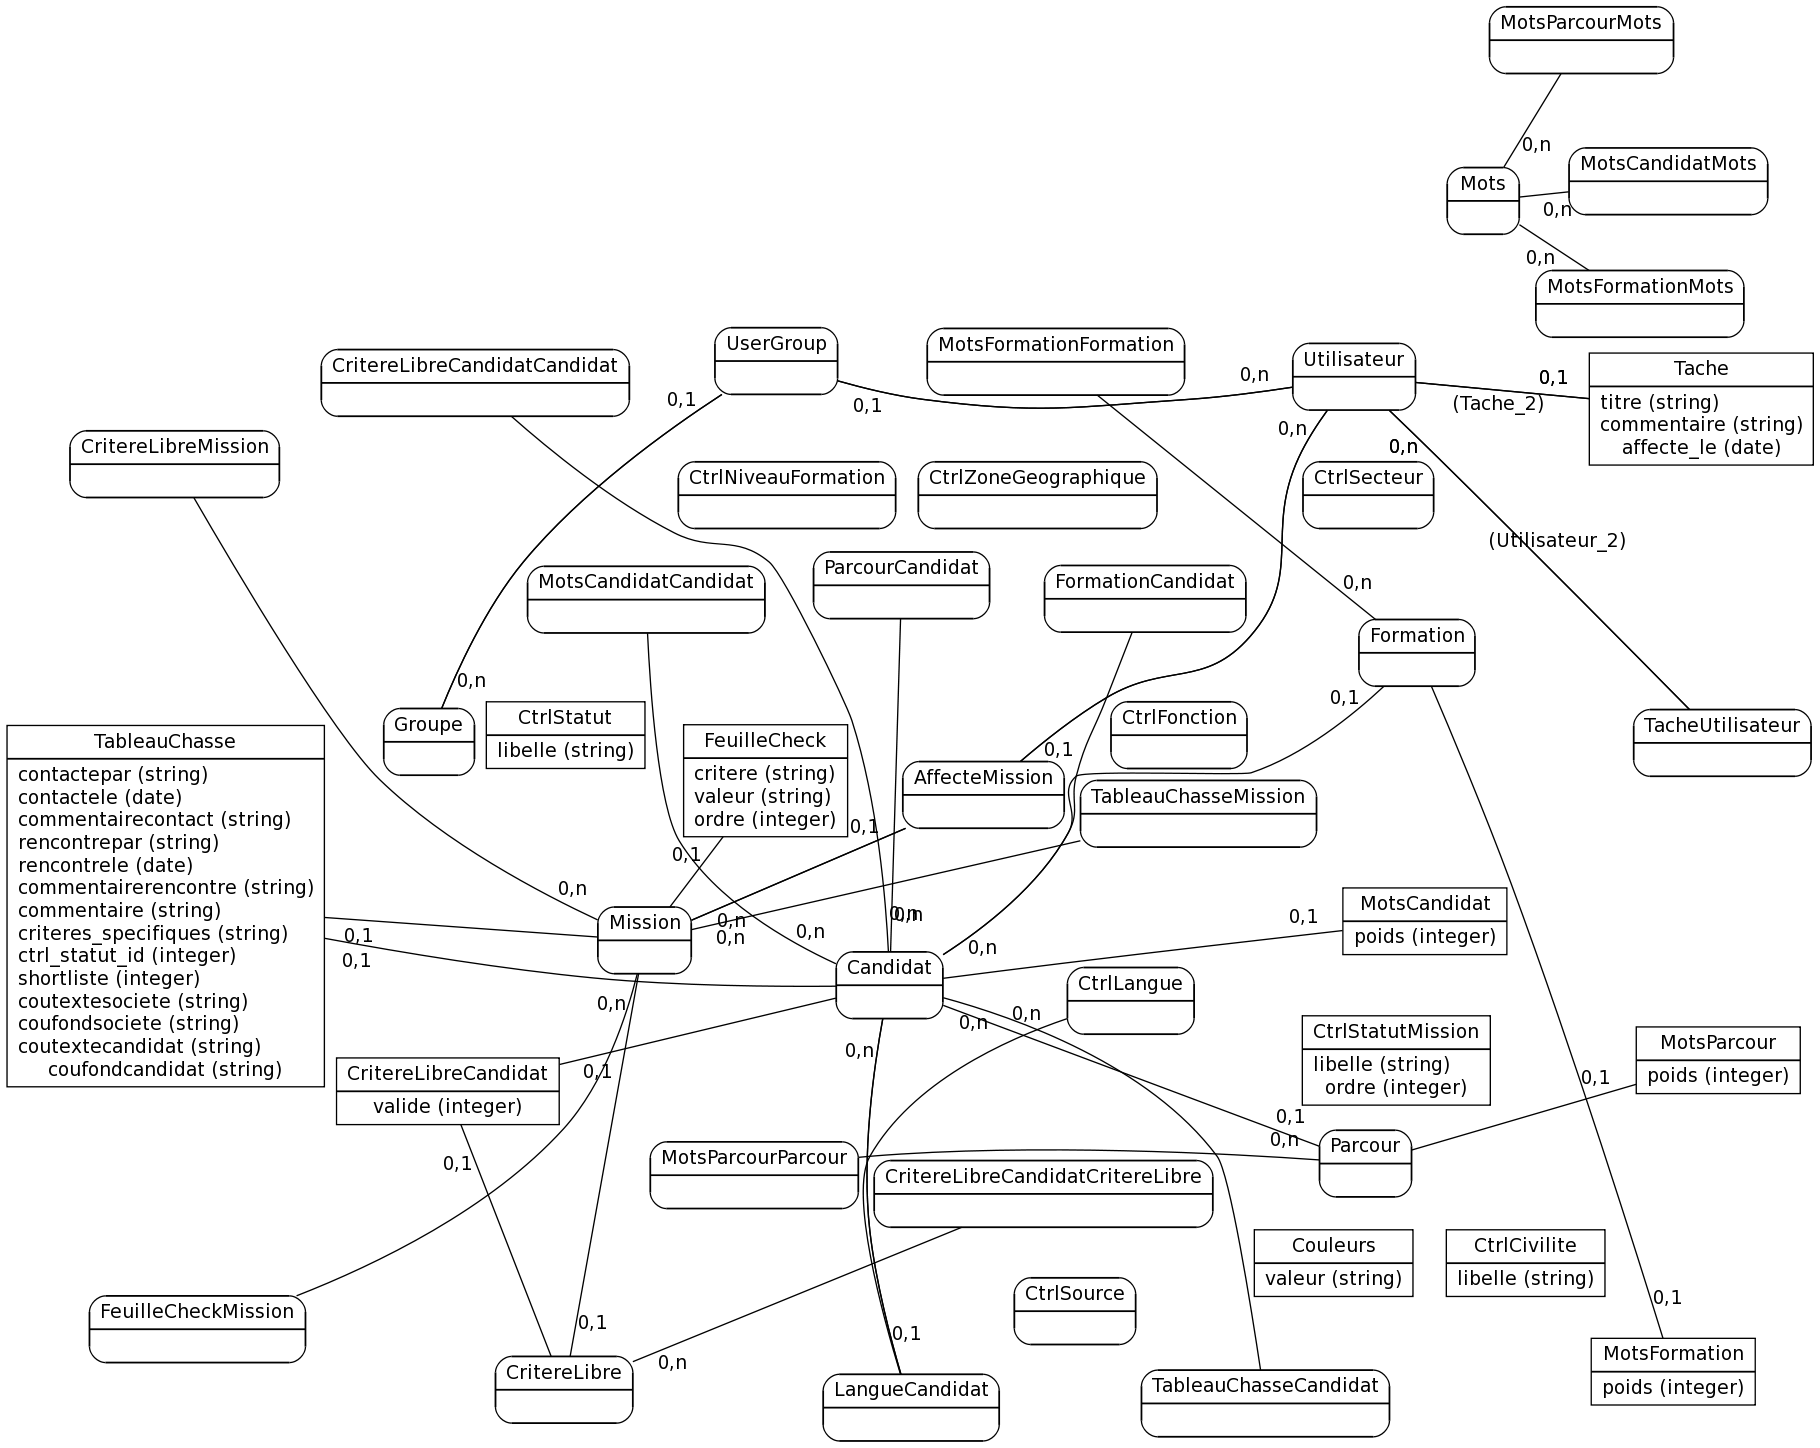 MotsParcourMots
0,n
MotsCandidatMots
Mots
0,n
0,n
MotsFormationMots
UserGroup
MotsFormationFormation
Utilisateur
CritereLibreCandidatCandidat
Tache
titre (string)
commentaire (string)
affecte_le (date)
0,n
0,1
(Tache_2)
0,1
0,1
0,n
0,n
CritereLibreMission
CtrlNiveauFormation
CtrlZoneGeographique
CtrlSecteur
(Utilisateur_2)
MotsCandidatCandidat
ParcourCandidat
FormationCandidat
0,n
Formation
0,n
0,1
Groupe
CtrlStatut
libelle (string)
FeuilleCheck
critere (string)
valeur (string)
ordre (integer)
CtrlFonction
TacheUtilisateur
0,1
AffecteMission
TableauChasseMission
TableauChasse
contactepar (string)
contactele (date)
commentairecontact (string)
rencontrepar (string)
rencontrele (date)
commentairerencontre (string)
commentaire (string)
criteres_specifiques (string)
ctrl_statut_id (integer)
shortliste (integer)
coutextesociete (string)
coufondsociete (string)
coutextecandidat (string)
coufondcandidat (string)
0,1
0,1
0,n
Mission
0,n
0,n
0,n
0,n
0,n
0,1
MotsCandidat
poids (integer)
0,1
0,1
0,n
Candidat
CtrlLangue
0,n
0,n
0,n
0,n
CtrlStatutMission
libelle (string)
ordre (integer)
MotsParcour
poids (integer)
CritereLibreCandidat
valide (integer)
0,1
0,1
0,1
0,n
Parcour
0,1
0,1
MotsParcourParcour
CritereLibreCandidatCritereLibre
Couleurs
valeur (string)
CtrlCivilite
libelle (string)
CtrlSource
FeuilleCheckMission
0,1
0,1
0,1
0,n
CritereLibre
LangueCandidat
TableauChasseCandidat
MotsFormation
poids (integer)